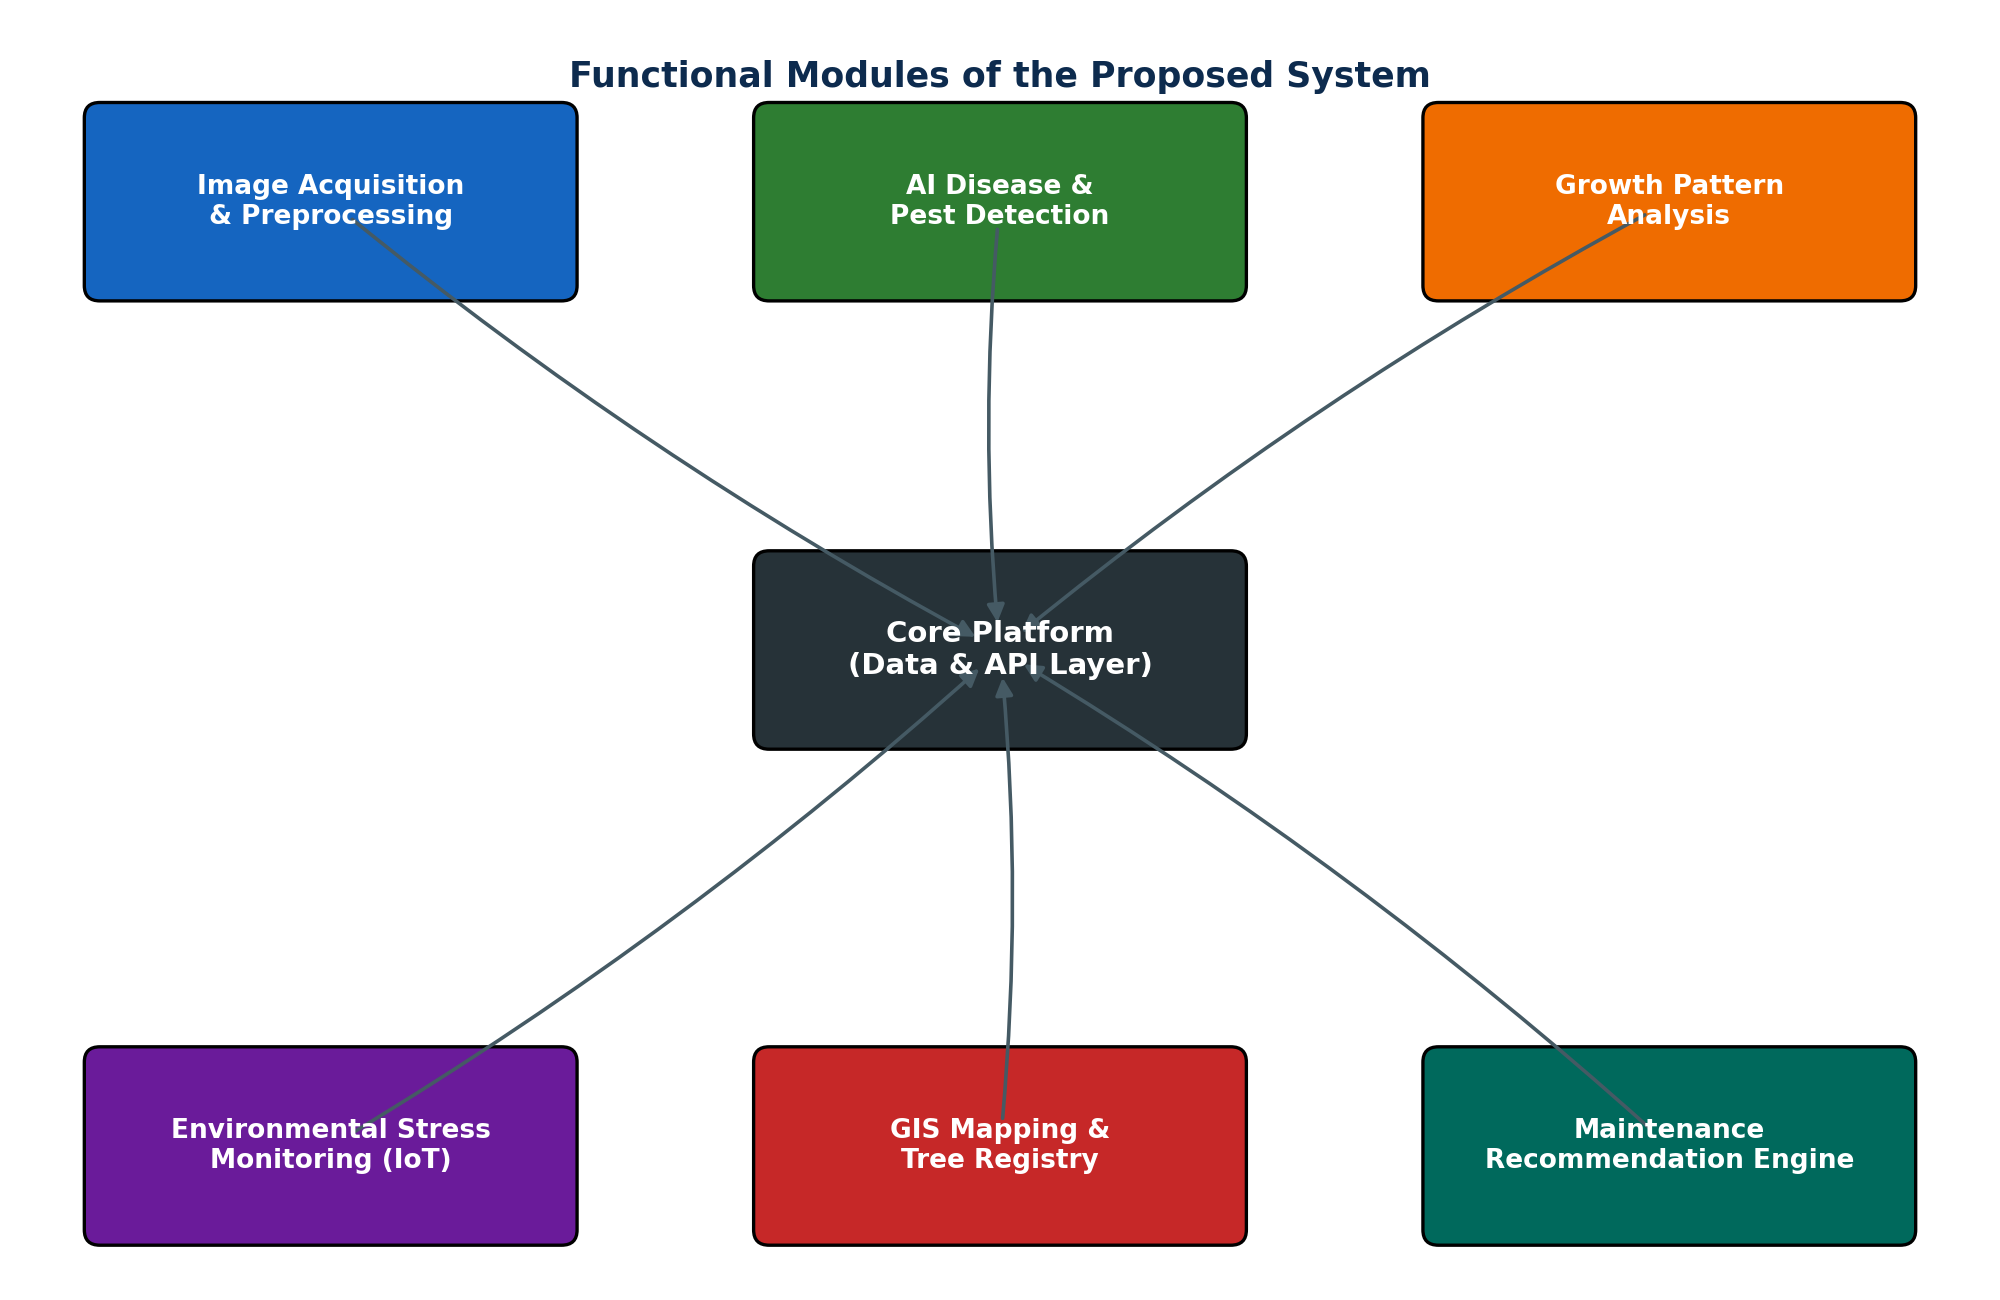 Functional Modules of the Proposed System
Image Acquisition
& Preprocessing
AI Disease &
Pest Detection
Growth Pattern
Analysis
Core Platform
(Data & API Layer)
Environmental Stress
Monitoring (IoT)
GIS Mapping &
Tree Registry
Maintenance
Recommendation Engine